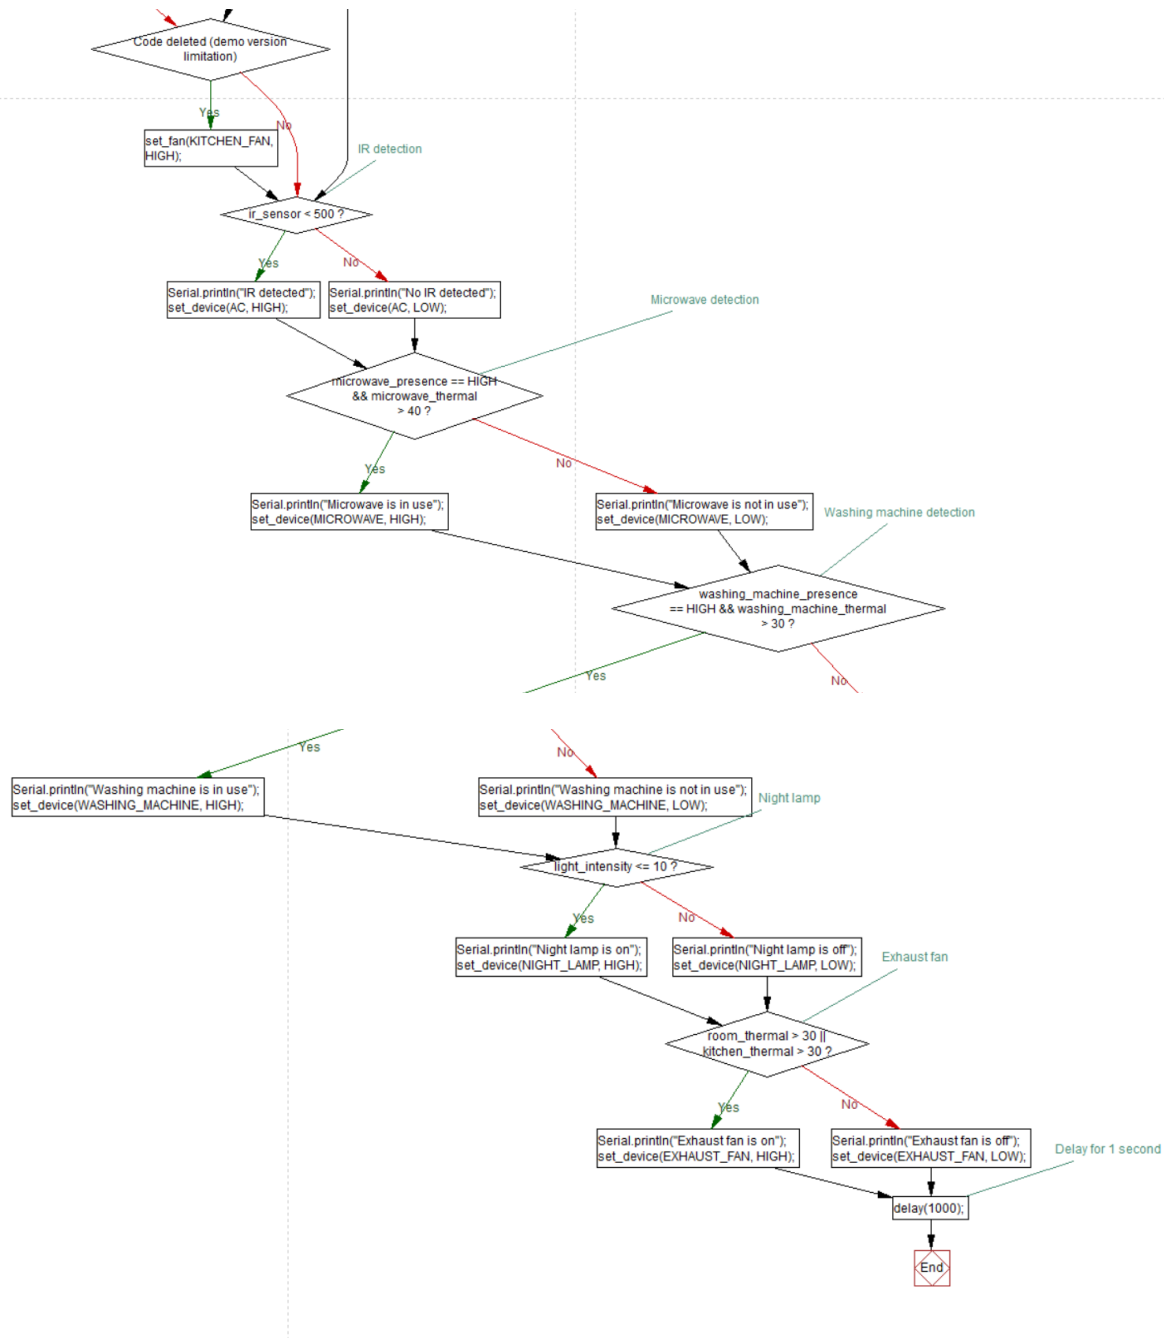 Code deleted (demo version
limitation)
Yes
No
set_fan(KITCHEN_FAN,
HIGH);
IR detection
ir_sensor < 500 ?
Yes
No
Serial.println("IR detected");
set_device(AC, HIGH);
Serial.println("No IR detected");
set_device(AC, LOW);
Microwave detection
microwave_presence == HIGH
&& microwave_thermal
> 40 ?
Yes
No
Serial.println("Microwave is in use");
set_device(MICROWAVE, HIGH);
Serial.println("Microwave is not in use");
set_device(MICROWAVE, LOW);
Washing machine detection
washing_machine_presence
== HIGH && washing_machine_thermal
> 30 ?
Yes
No
Yes
No
Serial.println("Washing machine is in use");
set_device(WASHING_MACHINE, HIGH);
Serial.println("Washing machine is not in use");
set_device(WASHING_MACHINE, LOW);
Night lamp
light_intensity <= 10 ?
Yes
No
Serial.println("Night lamp is on");
set_device(NIGHT_LAMP, HIGH);
Serial.println("Night lamp is off");
set_device(NIGHT_LAMP, LOW);
Exhaust fan
room_thermal > 30 ||
kitchen_thermal > 30 ?
Yes
No
Serial.println("Exhaust fan is on");
set_device(EXHAUST_FAN, HIGH);
Serial.println("Exhaust fan is off");
set_device(EXHAUST_FAN, LOW);
Delay for 1 second
delay(1000);
End